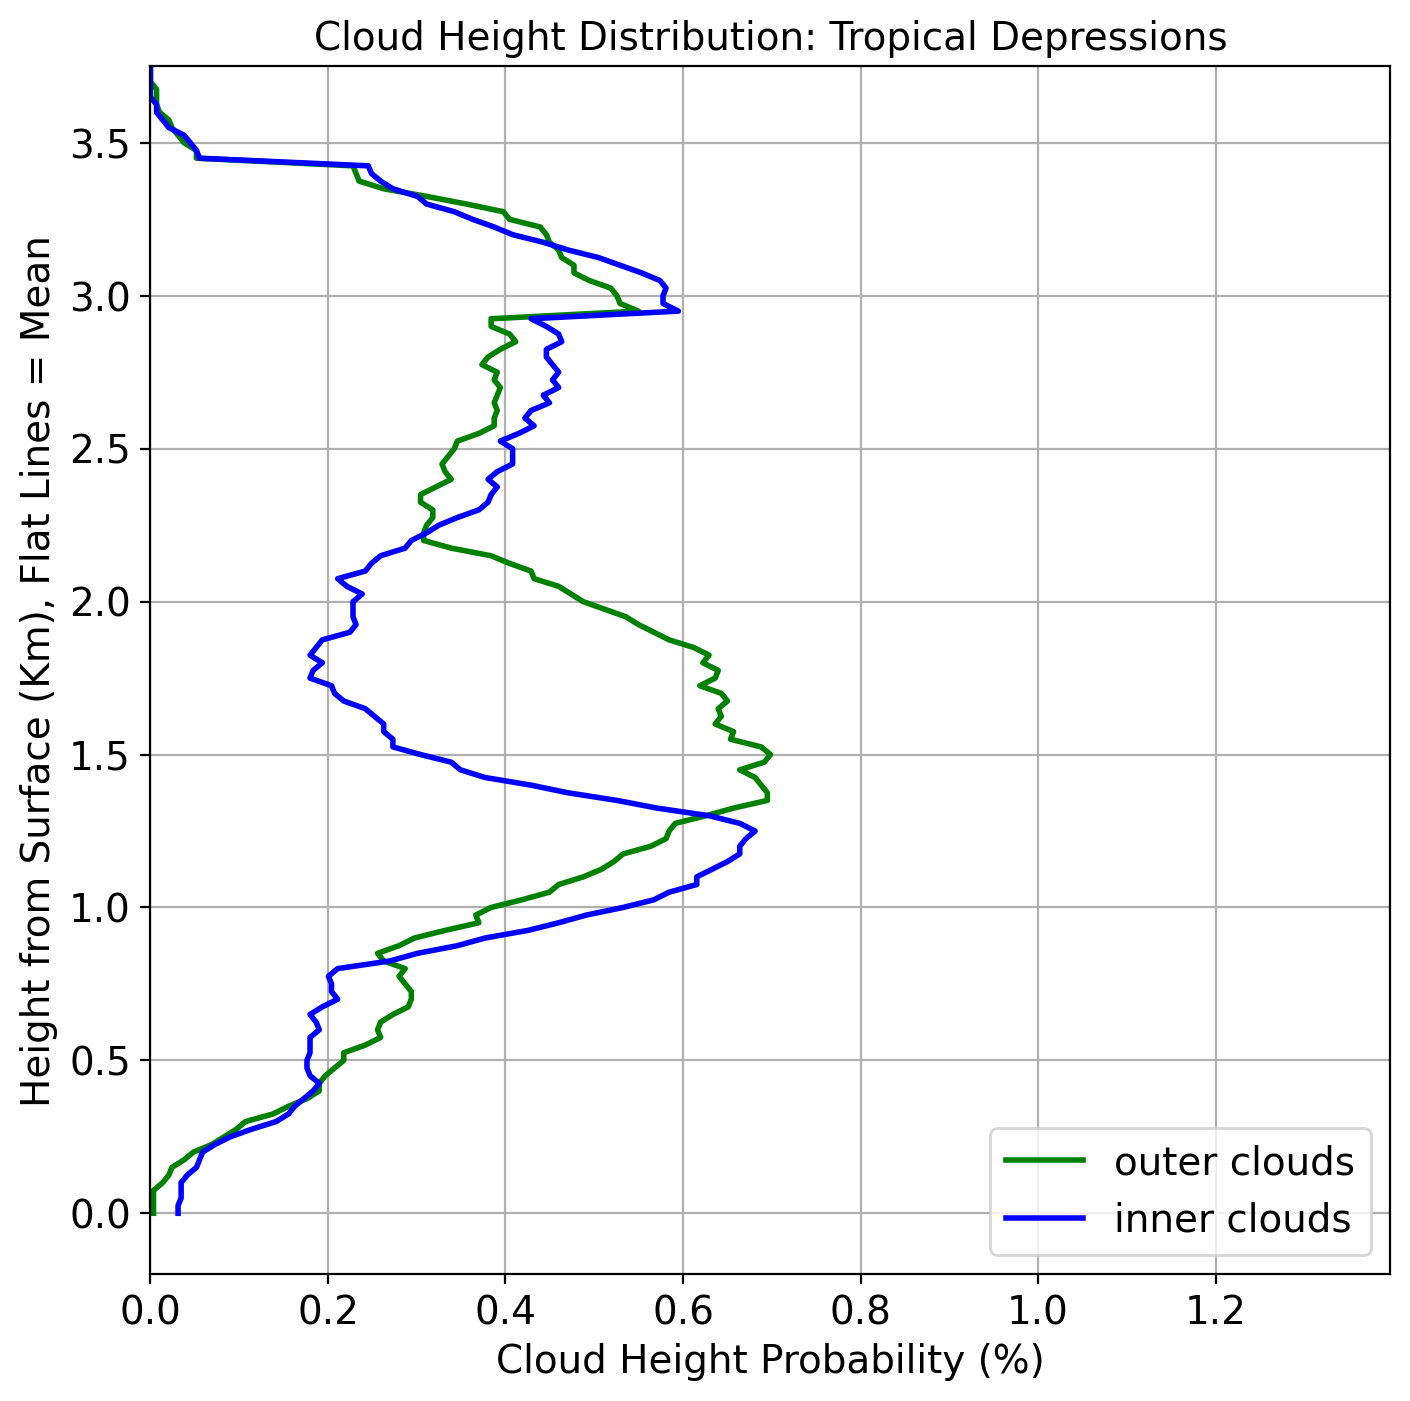 Cloud Height Distribution: Tropical Depressions
Height from Surface (Km), Flat Lines = Mean
3.5
3.0
2.5
2.0
1.5
1.0
0.5
0.0
outer clouds
inner clouds
0.0 0.2 0.4 0.6 0.8 1.0 1.2
Cloud Height Probability (%)